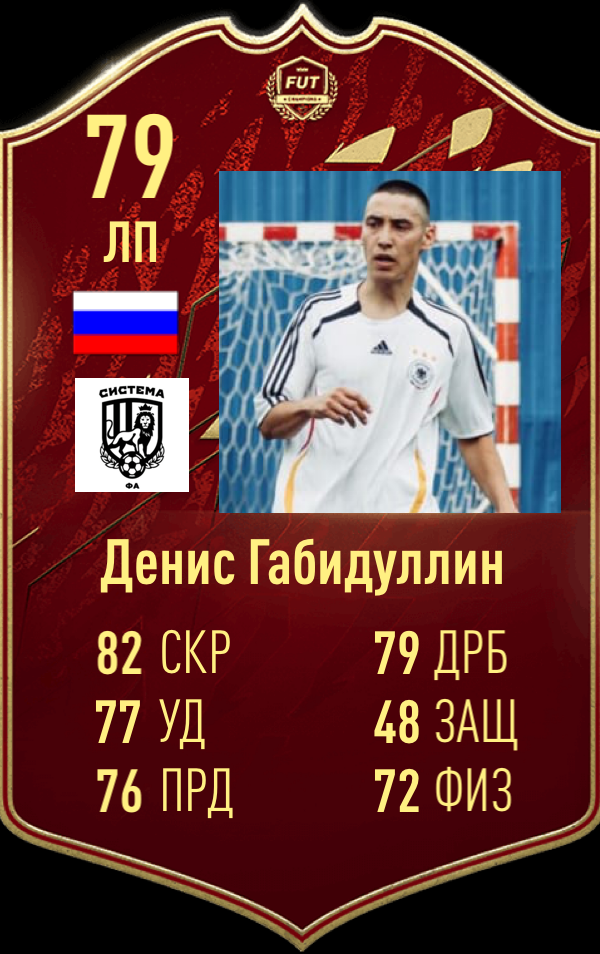 FUT
CHAMPIONS
79
ЛП
СИСТЕМА
ФА
adidas
Денис Габидуллин
82 СКР
79 ДРБ
77 УД
48 ЗАЩ
76 ПРД
72 ФИЗ